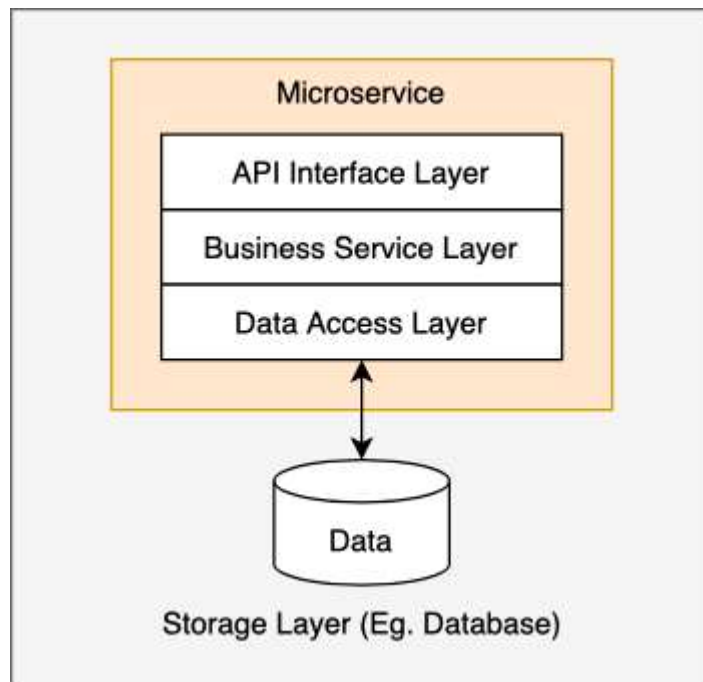 Microservice
API Interface Layer
Business Service Layer
Data Access Layer
Data
Storage Layer (Eg. Database)